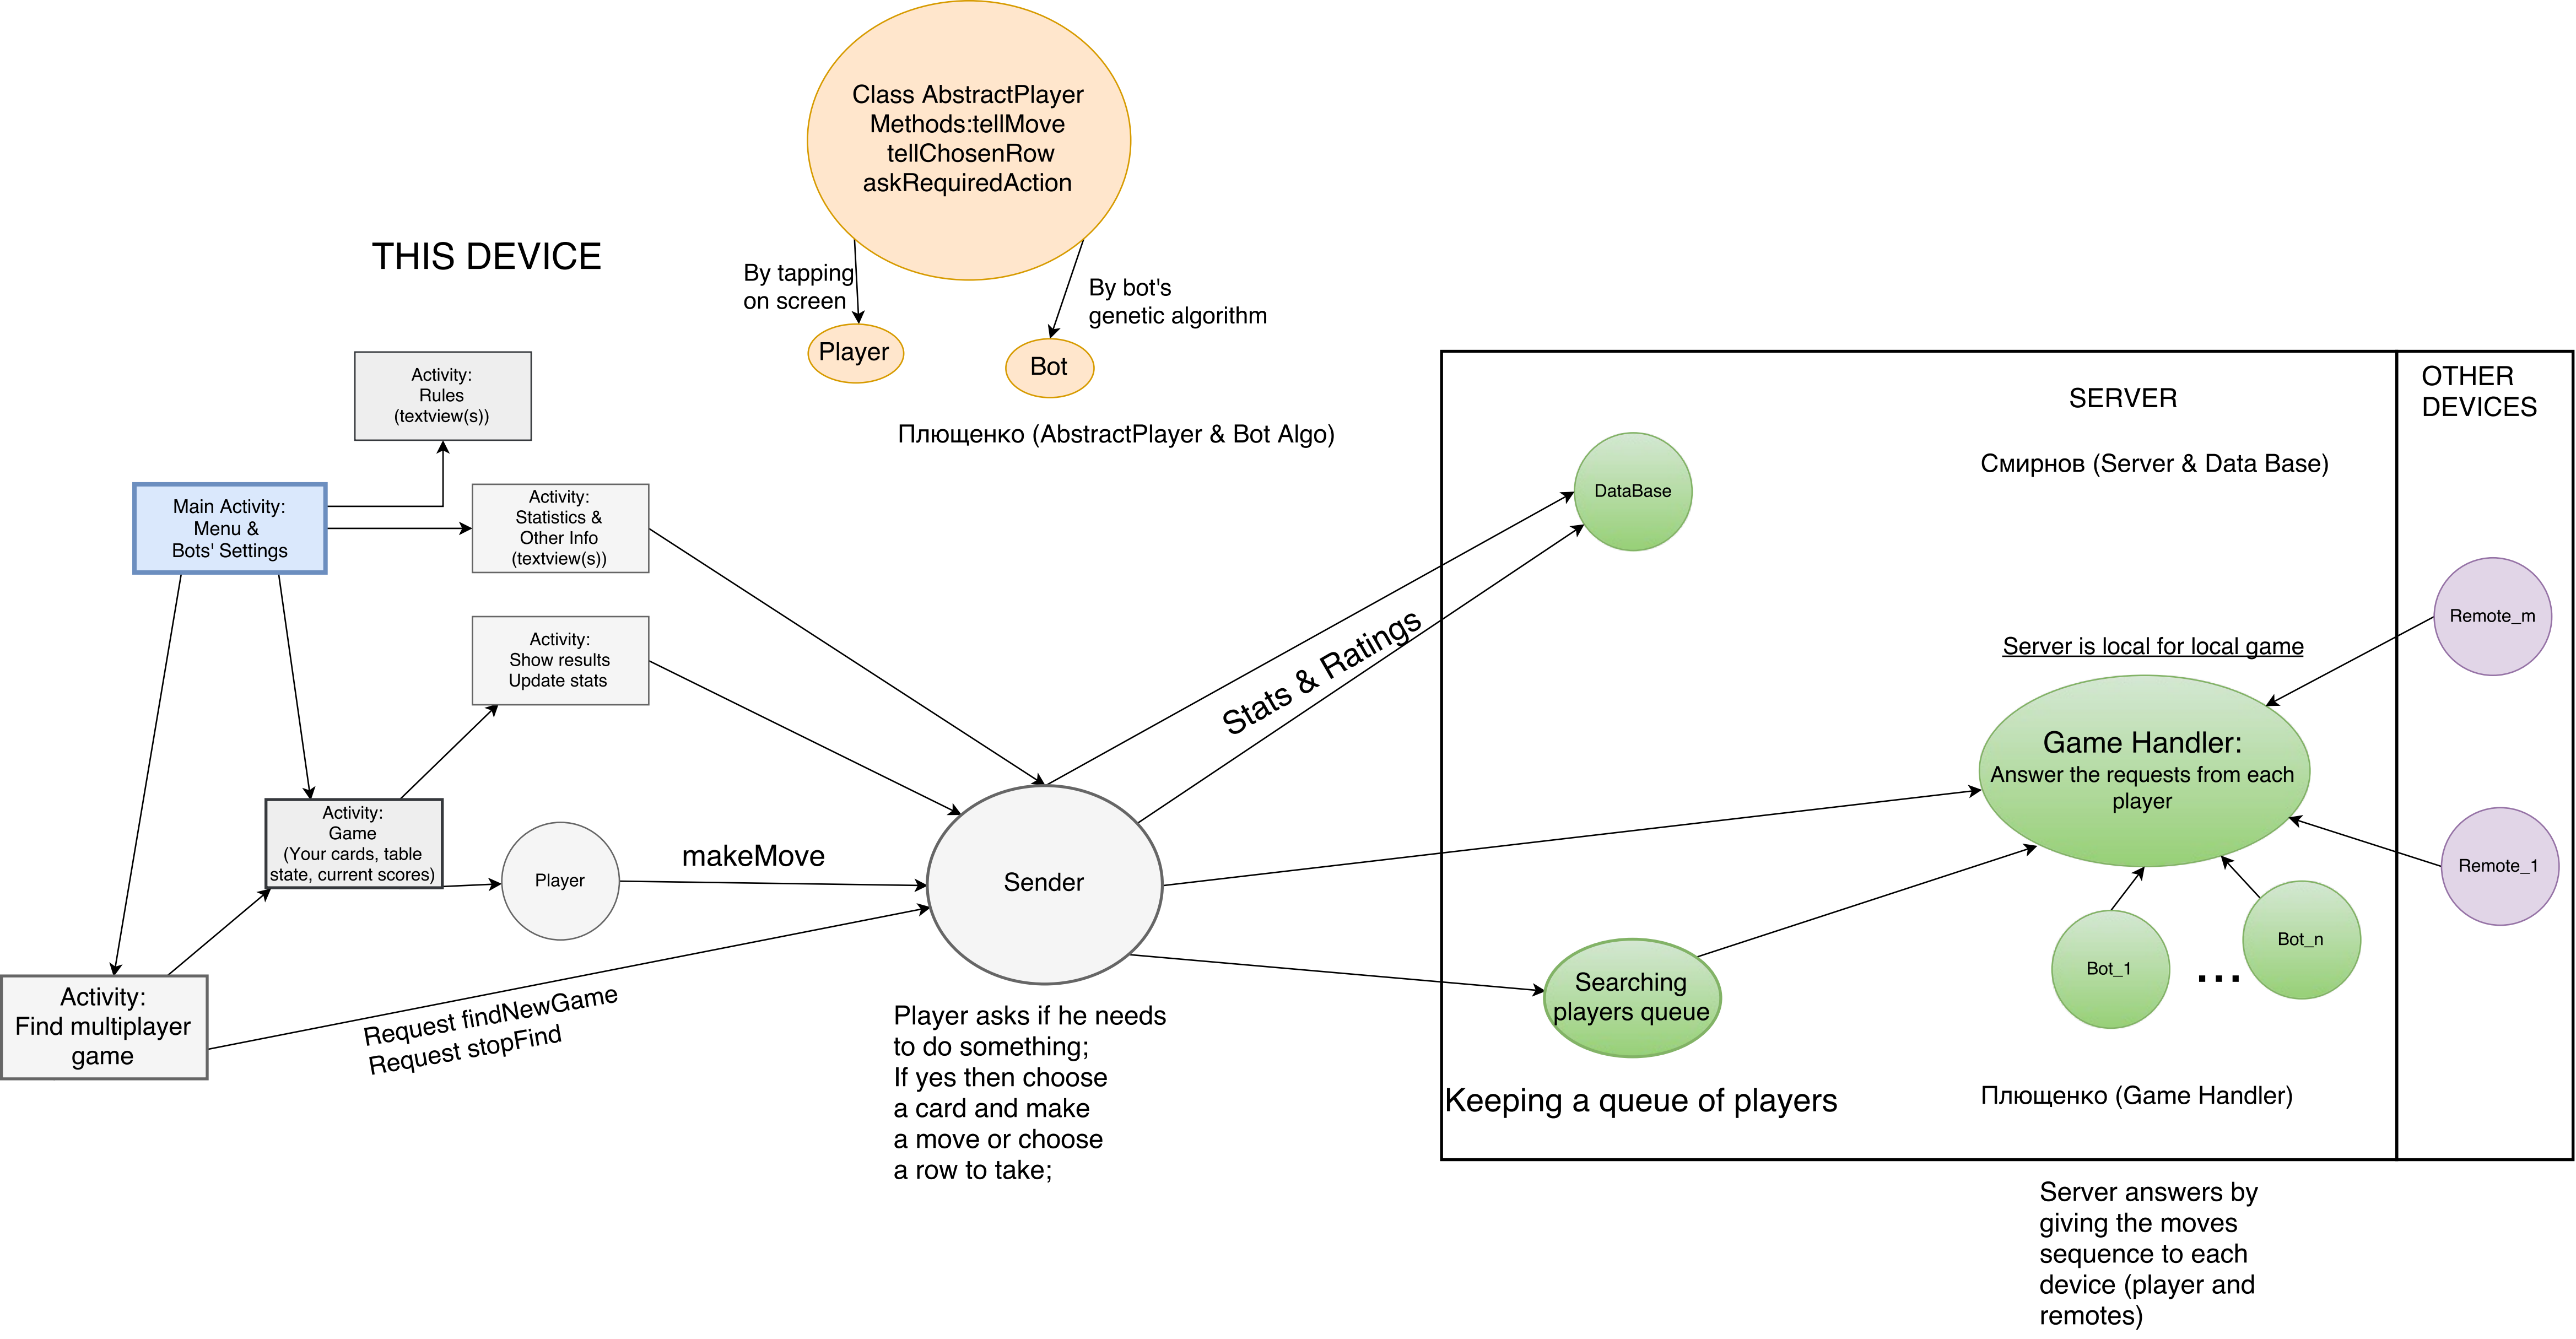 Class AbstractPlayer
Methods:tellMove
tellChosenRow
askRequiredAction
THIS DEVICE
By tapping
on screen
By bot's
genetic algorithm
Player
Bot
Плющенко (AbstractPlayer & Bot Algo)
Activity:
Rules
(textview(s))
Main Activity:
Menu &
Bots' Settings
Activity:
Statistics &
Other Info
(textview(s))
Activity:
Show results
Update stats
Activity:
Game
(Your cards, table
state, current scores)
Player
makeMove
Activity:
Find multiplayer
game
Request findNewGame
Request stopFind
Sender
Player asks if he needs
to do something;
If yes then choose
a card and make
a move or choose
a row to take;
Stats & Ratings
SERVER
Смирнов (Server & Data Base)
DataBase
Server is local for local game
Game Handler:
Answer the requests from each
player
Searching
players queue
Keeping a queue of players
Bot_1
...
Bot_n
Плющенко (Game Handler)
OTHER
DEVICES
Remote_m
Remote_1
Server answers by
giving the moves
sequence to each
device (player and
remotes)